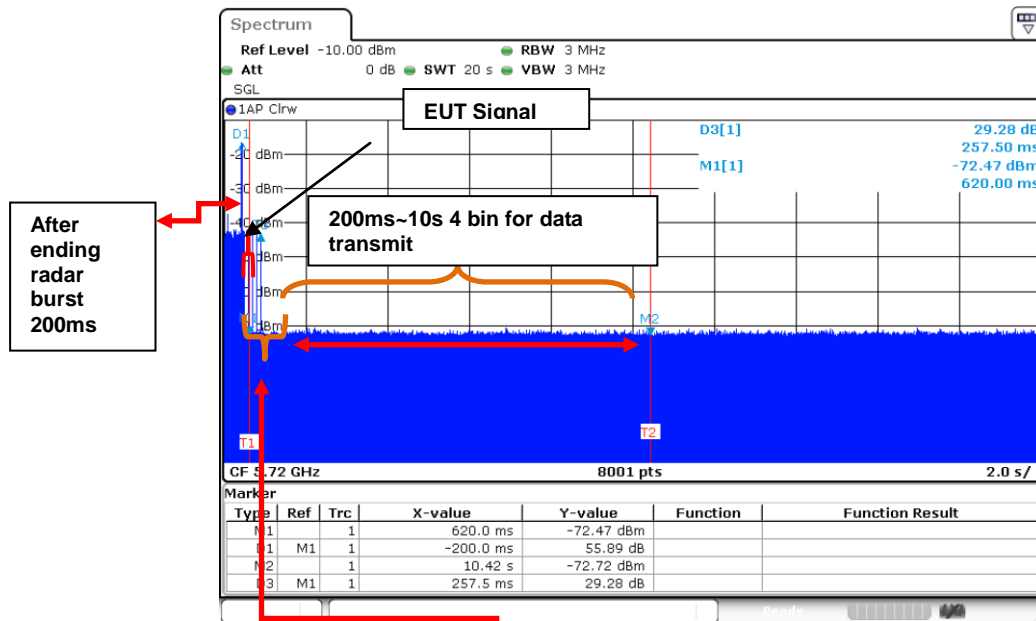 Spectrum
Ref Level -10.00 dBm RBW 3 MHz
Att 0 dB SWT 20 s VBW 3 MHz
SGL
1AP Clrw
EUT Signal
D1
D3[1] 29.28 dB
257.50 ms
M1[1] -72.47 dBm
620.00 ms
-20 dBm
-30 dBm
-40 dBm
200ms~10s 4 bin for data
transmit
After
ending
radar
burst
200ms
dBm
dBm
dBm
M2
T1
T2
CF 5.72 GHz 8001 pts 2.0 s/
Marker
Type Ref Trc X-value Y-value Function Function Result
M1 1 620.0 ms -72.47 dBm
D1 M1 1 -200.0 ms 55.89 dB
M2 1 10.42 s -72.72 dBm
D3 M1 1 257.5 ms 29.28 dB
Ready